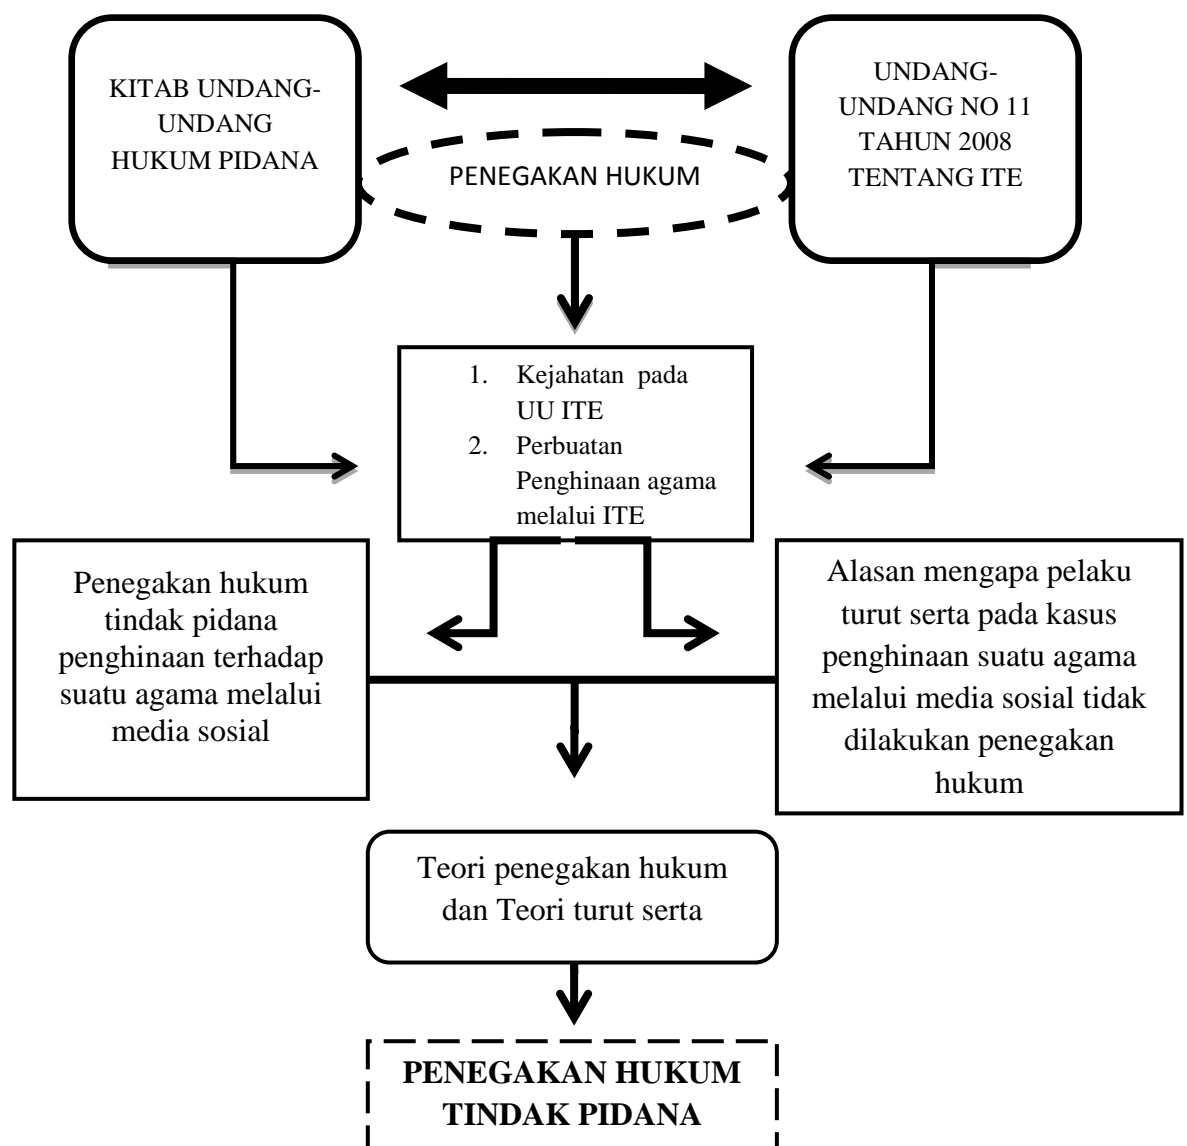 KITAB UNDANG-
UNDANG
HUKUM PIDANA
PENEGAKAN HUKUM
UNDANG-
UNDANG NO 11
TAHUN 2008
TENTANG ITE
1. Kejahatan pada
UU ITE
2. Perbuatan
Penghinaan agama
melalui ITE
Penegakan hukum
tindak pidana
penghinaan terhadap
suatu agama melalui
media sosial
Alasan mengapa pelaku
turut serta pada kasus
penghinaan suatu agama
melalui media sosial tidak
dilakukan penegakan
hukum
Teori penegakan hukum
dan Teori turut serta
PENEGAKAN HUKUM
TINDAK PIDANA